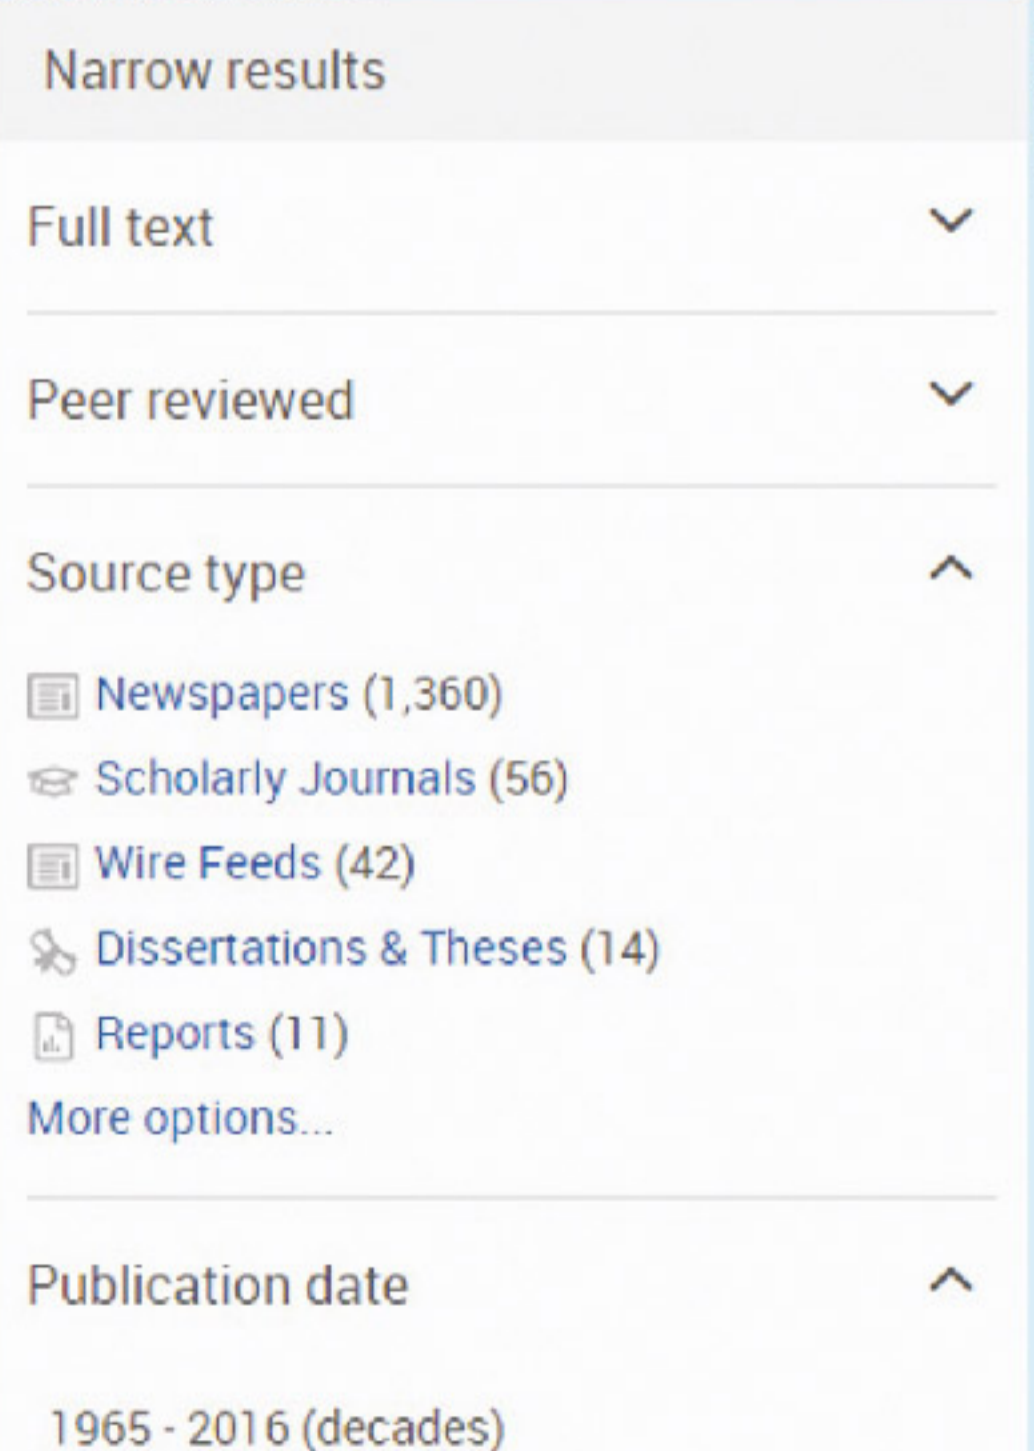 Narrow results
Full text
Peer reviewed
Source type
Newspapers (1,360)
Scholarly Journals (56)
Wire Feeds (42)
Dissertations & Theses (14)
Reports (11)
More options...
Publication date
1965 - 2016 (decades)